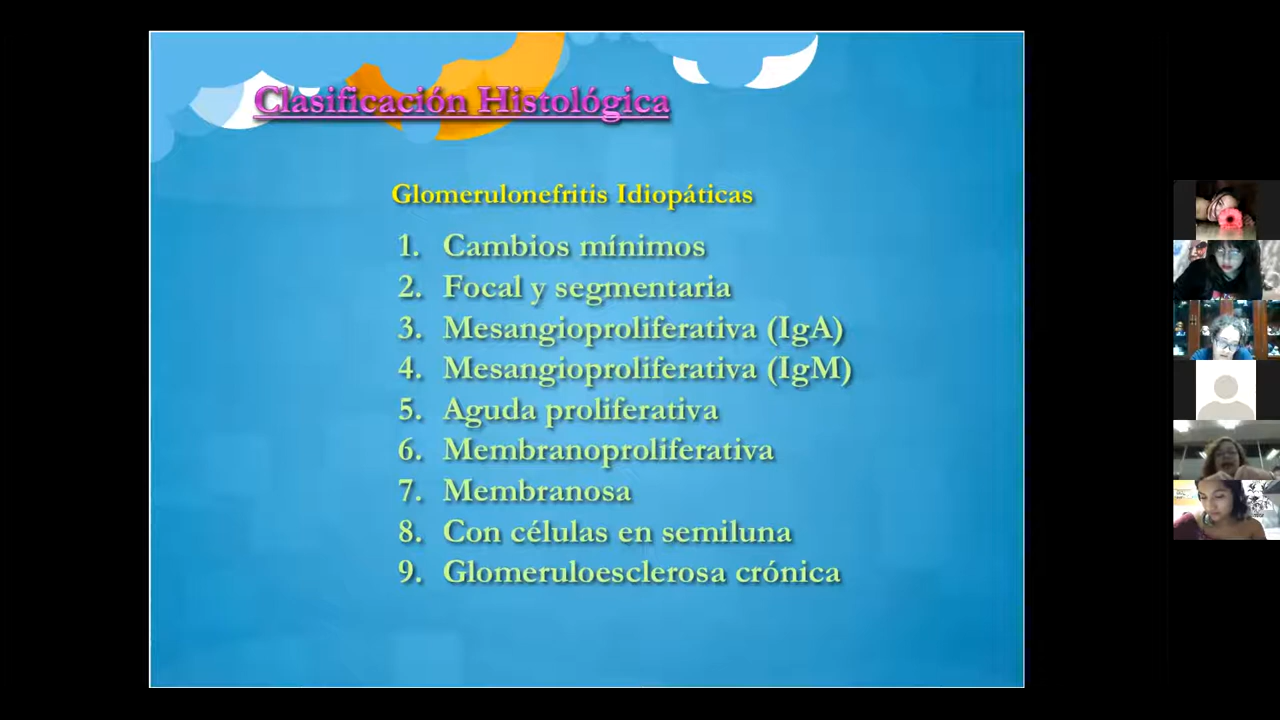 Clasificación Histológica
Glomerulonefritis Idiopáticas
1. Cambios mínimos
2. Focal y segmentaria
3. Mesangioproliferativa (IgA)
4. Mesangioproliferativa (IgM)
5. Aguda proliferativa
6. Membranoproliferativa
7. Membranosa
8. Con células en semiluna
9. Glomeruloesclerosa crónica